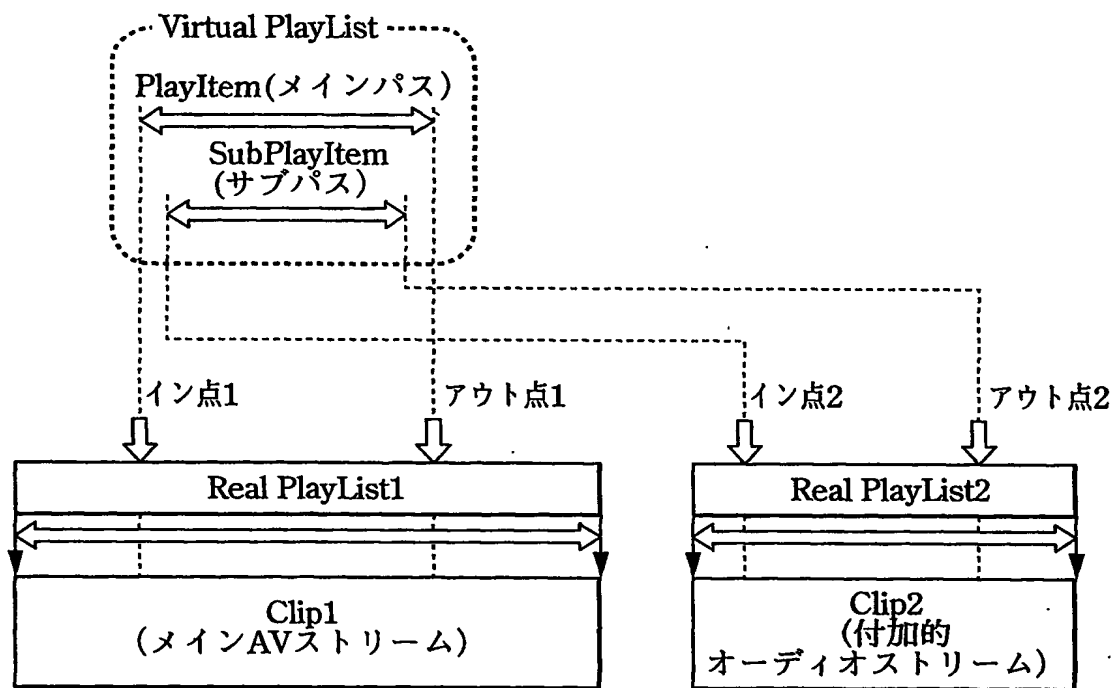 Virtual PlayList
PlayItem(メインパス)
SubPlayItem
(サブパス)
イン点1
アウト点1
イン点2
アウト点2
Real PlayList1
Real PlayList2
Clip1
(メインAVストリーム)
Clip2
(付加的
オーディオストリーム)